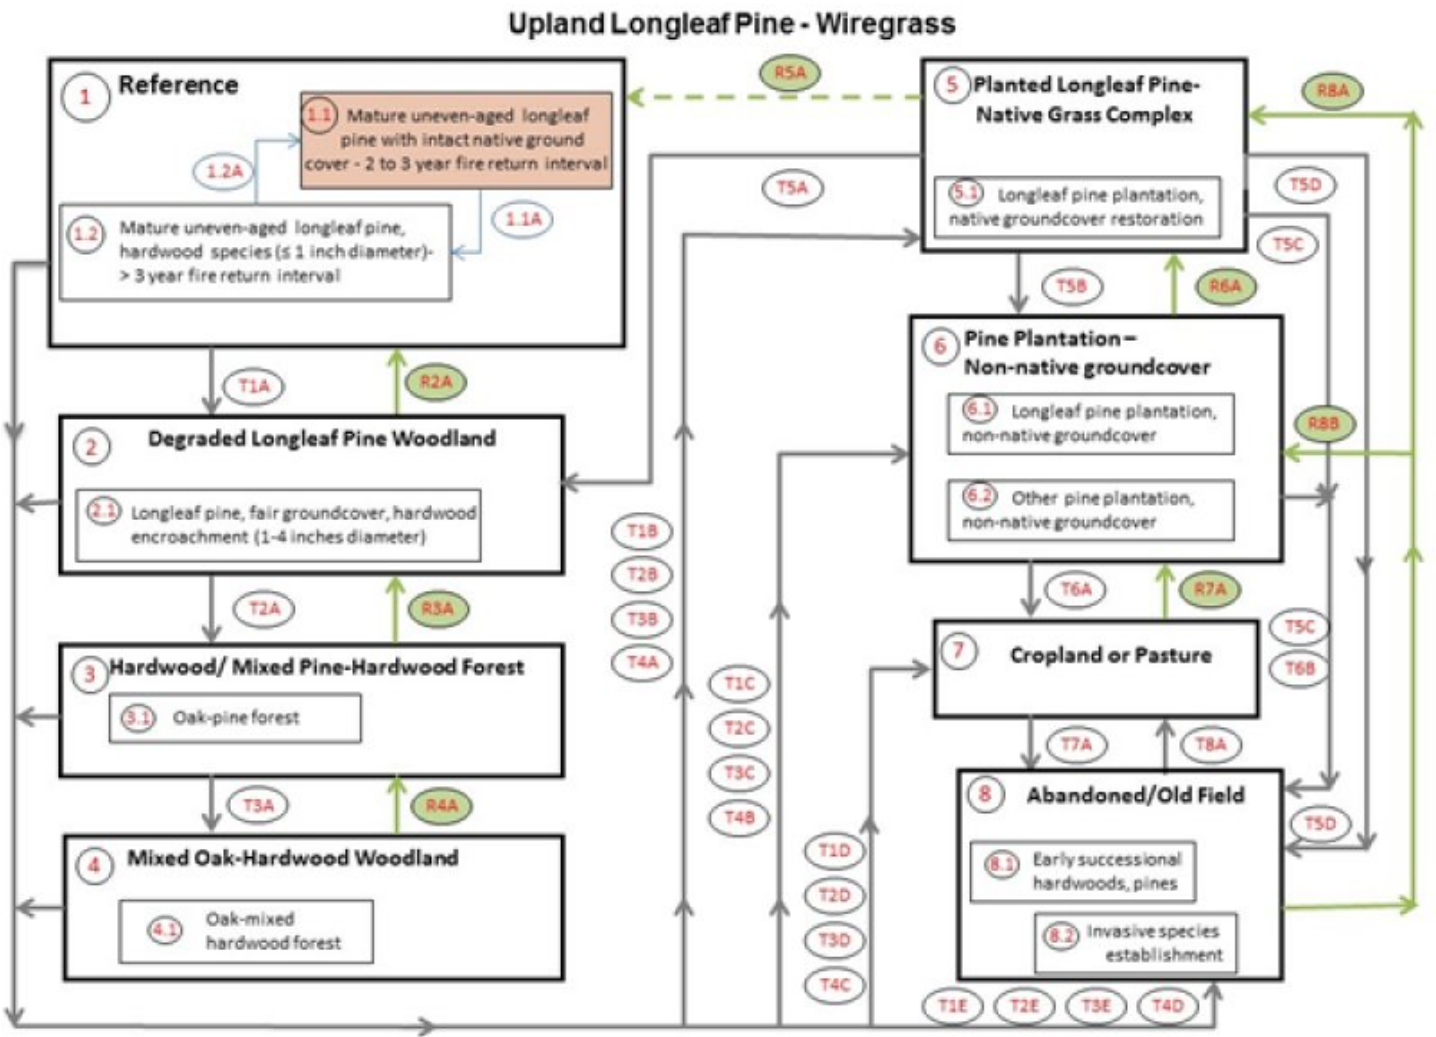 Upland Longleaf Pine - Wiregrass
1 Reference
1.1 Mature uneven-aged longleaf
pine with intact native ground
cover - 2 to 3 year fire return interval
1.2A
1.1A
1.2 Mature uneven-aged longleaf pine,
hardwood species (≤ 1 inch diameter)-
> 3 year fire return interval
T1A
R2A
2 Degraded Longleaf Pine Woodland
2.1 Longleaf pine, fair groundcover, hardwood
encroachment (1-4 inches diameter)
T2A
R3A
3 Hardwood/ Mixed Pine-Hardwood Forest
3.1 Oak-pine forest
T3A
R4A
4 Mixed Oak-Hardwood Woodland
4.1 Oak-mixed
hardwood forest
R5A
T5A
T1B
T2B
T3B
T4A
T1C
T2C
T3C
T4B
T1D
T2D
T3D
T4C
5 Planted Longleaf Pine-
Native Grass Complex
5.1 Longleaf pine plantation,
native groundcover restoration
R8A
T5D
T5C
T5B
R6A
6 Pine Plantation –
Non-native groundcover
6.1 Longleaf pine plantation,
non-native groundcover
6.2 Other pine plantation,
non-native groundcover
R8B
T6A
R7A
T5C
T6B
7 Cropland or Pasture
T7A
T8A
8 Abandoned/Old Field
T5D
8.1 Early successional
hardwoods, pines
8.2 Invasive species
establishment
T1E T2E T3E T4D